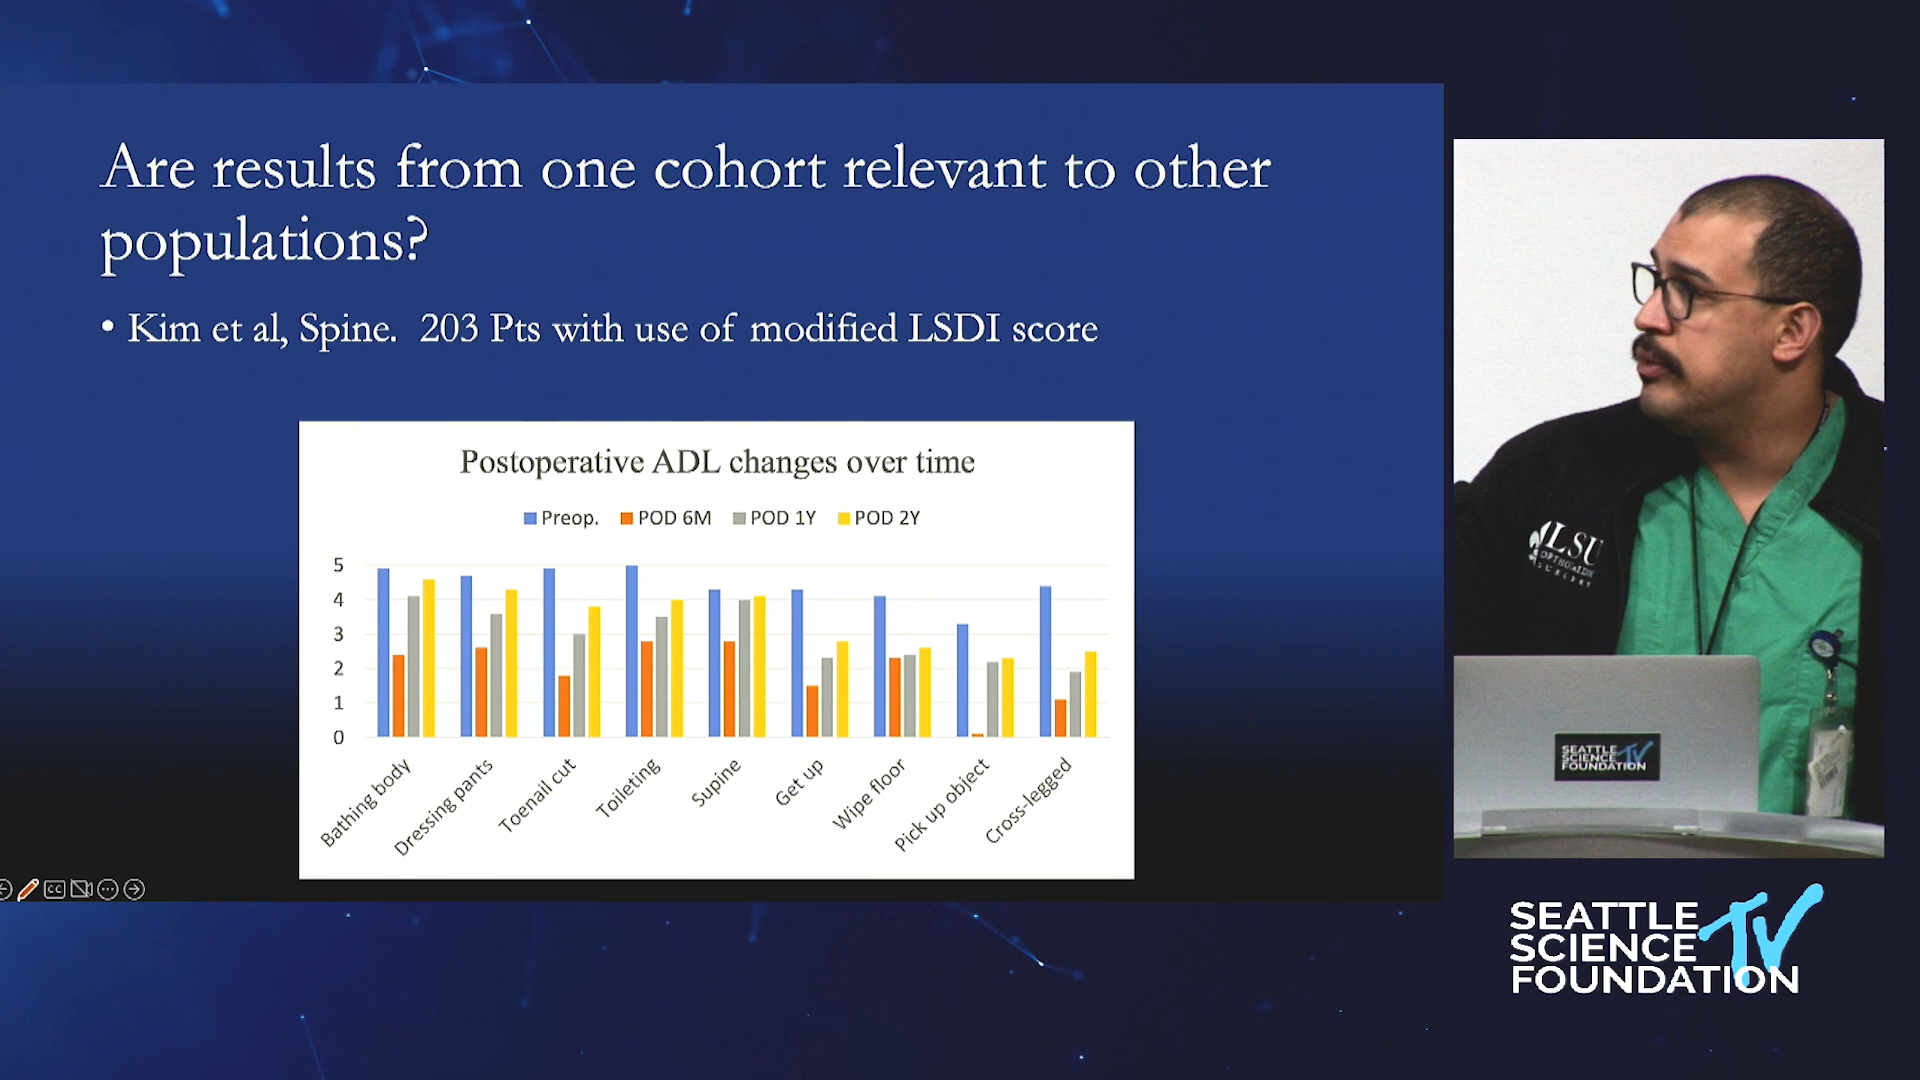 Are results from one cohort relevant to other
populations?
• Kim et al, Spine. 203 Pts with use of modified LSDI score
Postoperative ADL changes over time
Preop. POD 6M POD 1Y POD 2Y
5
4
3
2
1
0
Bathing body
Dressing pants
Toenail cut
Toileting
Supine
Get up
Wipe floor
Pick up object
Cross-legged
CC
LSU
ORTHOPAEDIC
SURGERY
SEATTLE
SCIENCE TV
FOUNDATION
SEATTLE
SCIENCE TV
FOUNDATION